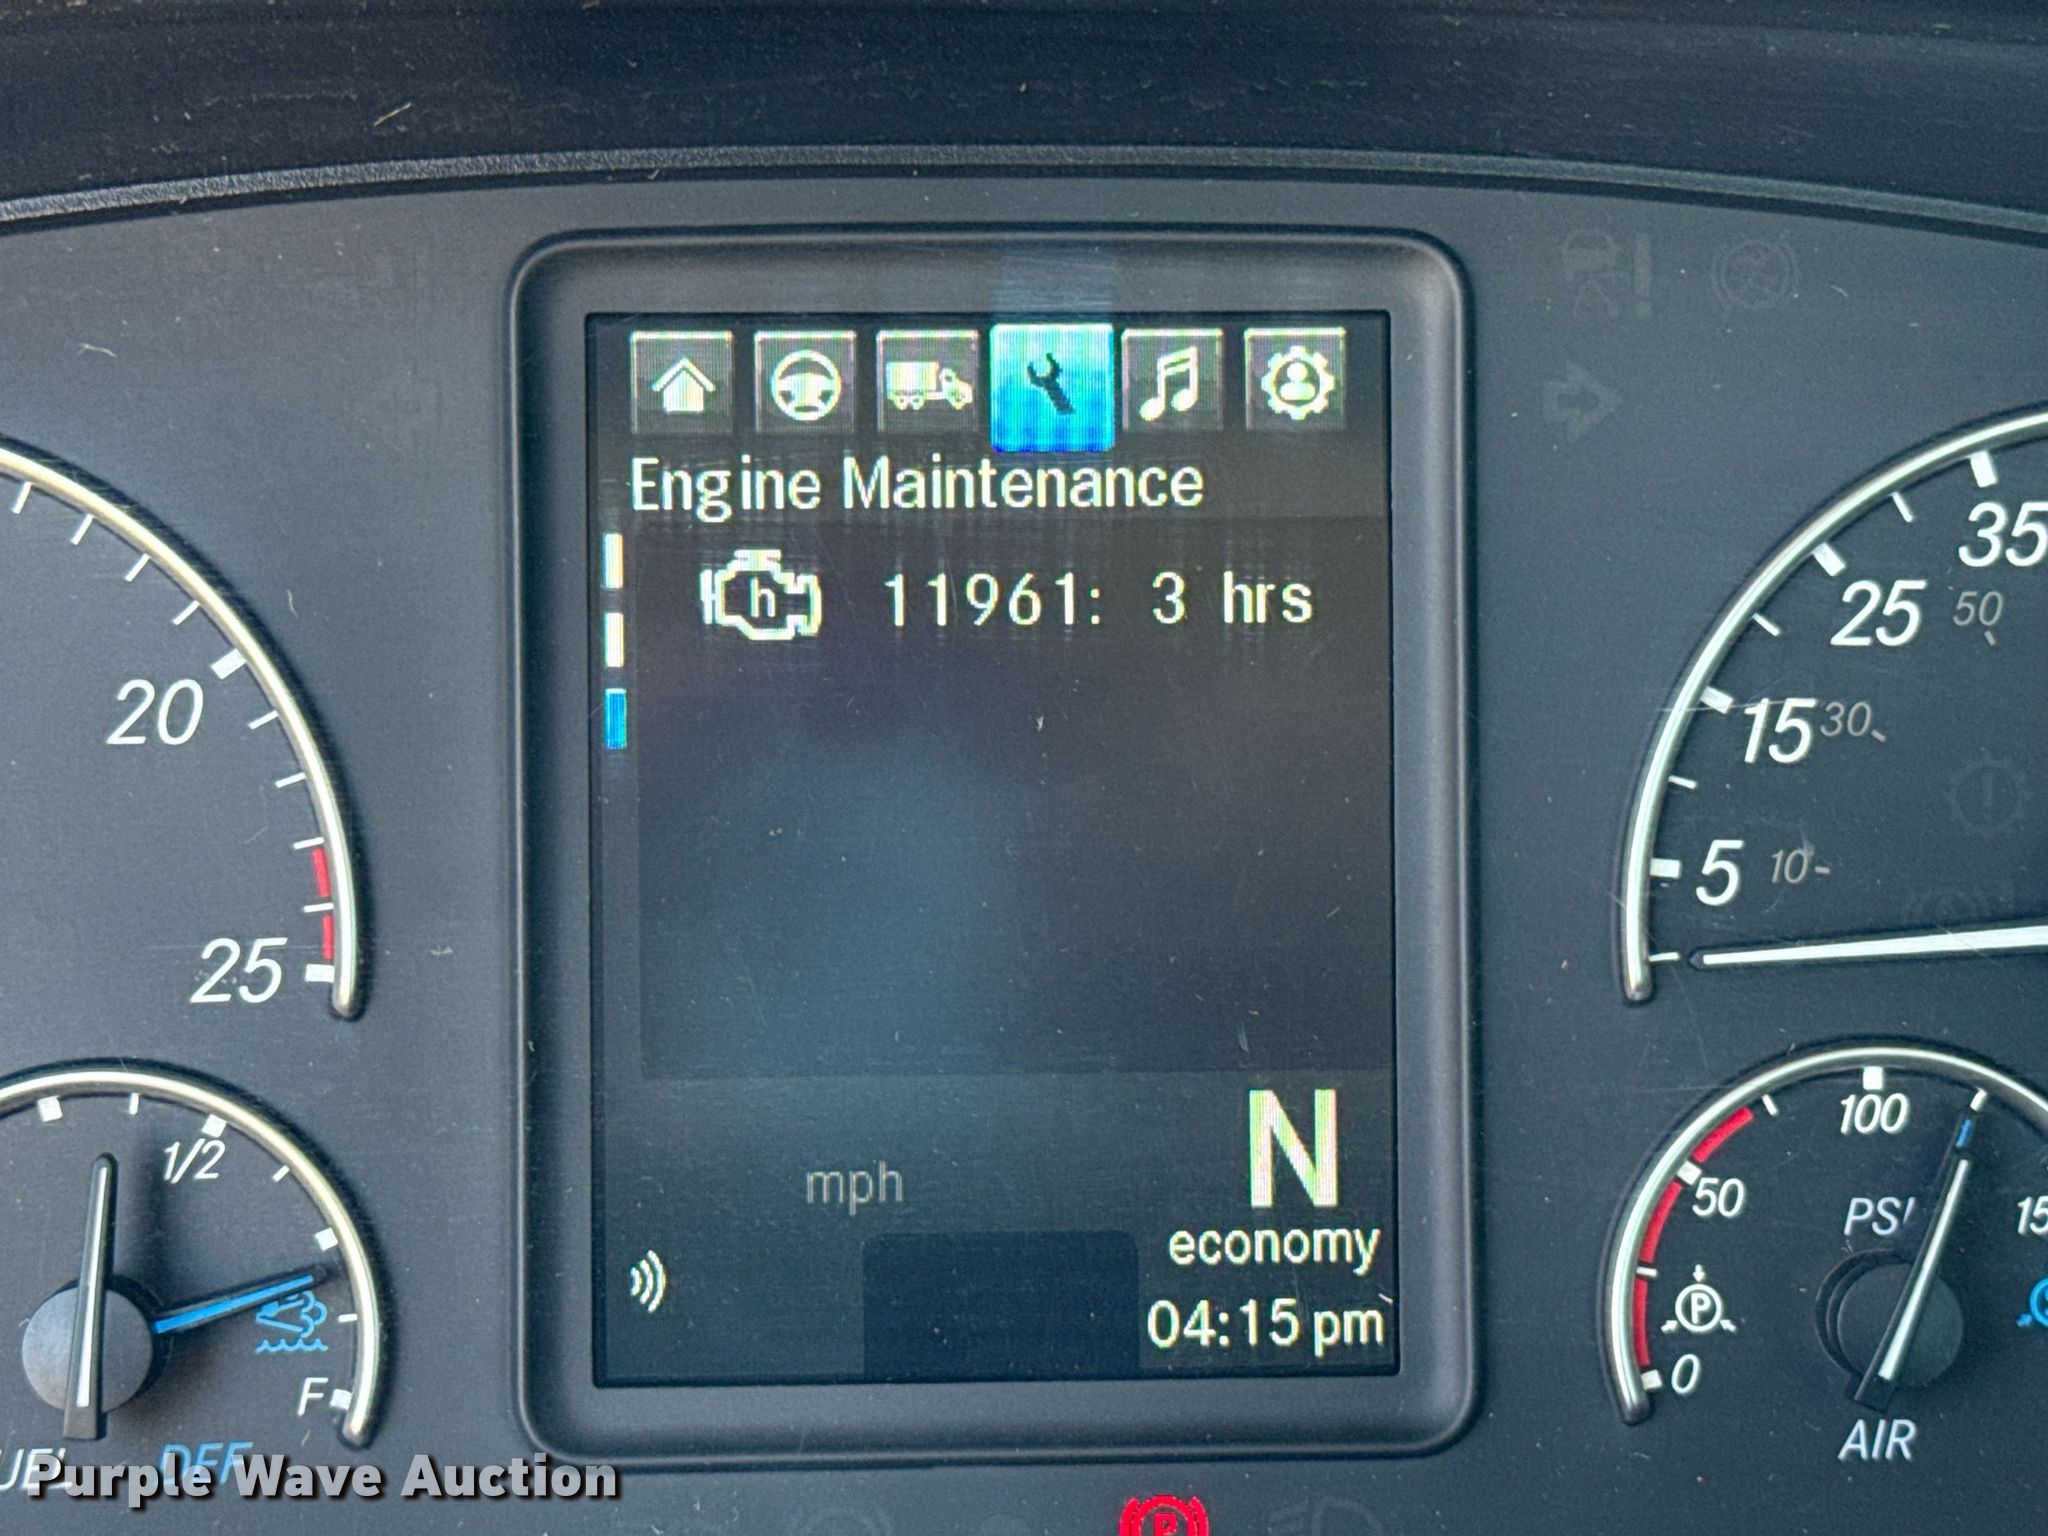 Engine Maintenance
h 11961: 3 hrs
35
25 50
20
15 30
5 10
25
1/2
100
50
mph
N
PSI
economy
04:15 pm
P
0
F
AIR
DEF
Purple Wave Auction
P